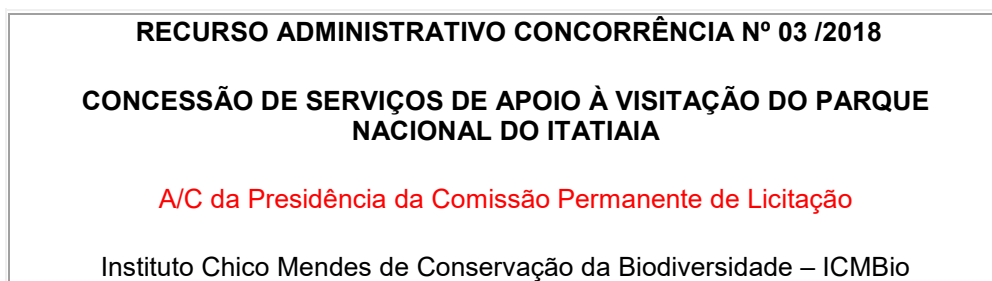 RECURSO ADMINISTRATIVO CONCORRÊNCIA Nº 03 /2018
CONCESSÃO DE SERVIÇOS DE APOIO À VISITAÇÃO DO PARQUE
NACIONAL DO ITATIAIA
A/C da Presidência da Comissão Permanente de Licitação
Instituto Chico Mendes de Conservação da Biodiversidade – ICMBio